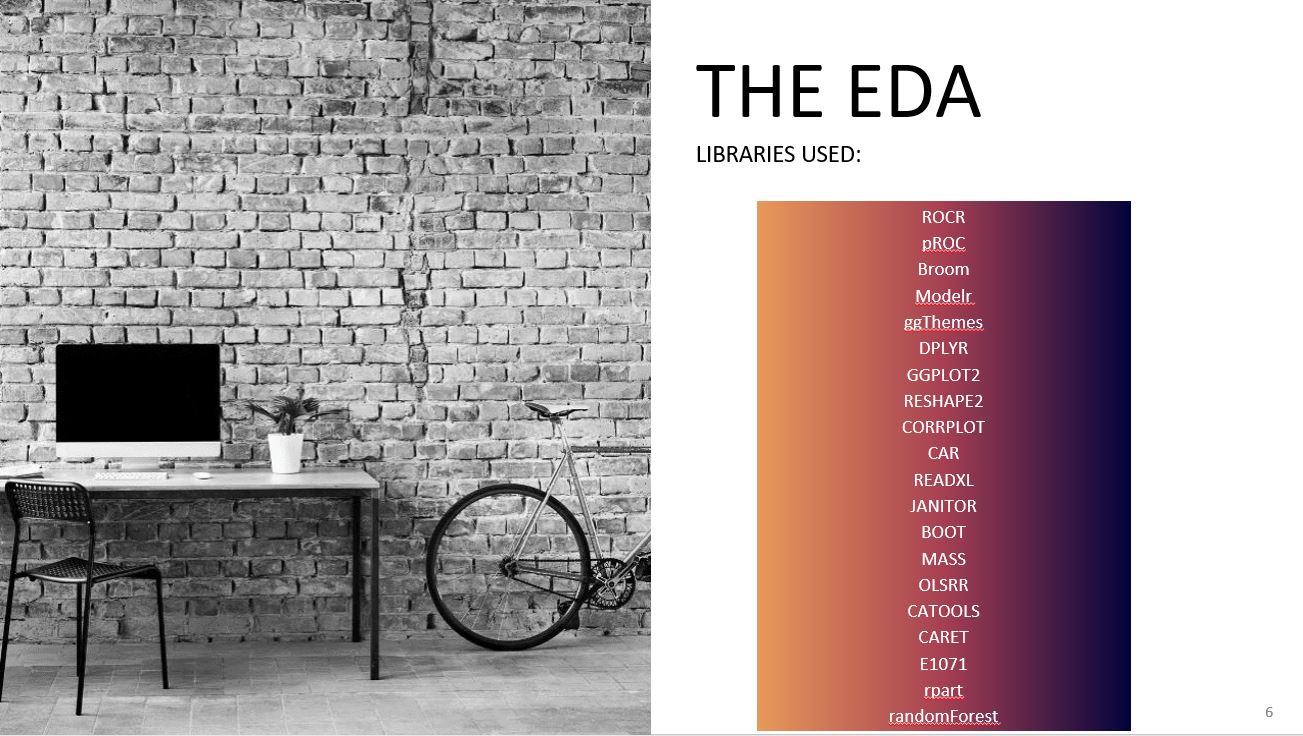 THE EDA
LIBRARIES USED:
ROCR
pROC
Broom
Modelr
ggThemes
DPLYR
GGPLOT2
RESHAPE2
CORRPLOT
CAR
READXL
JANITOR
BOOT
MASS
OLSRR
CATOOLS
CARET
E1071
rpart
randomForest
6